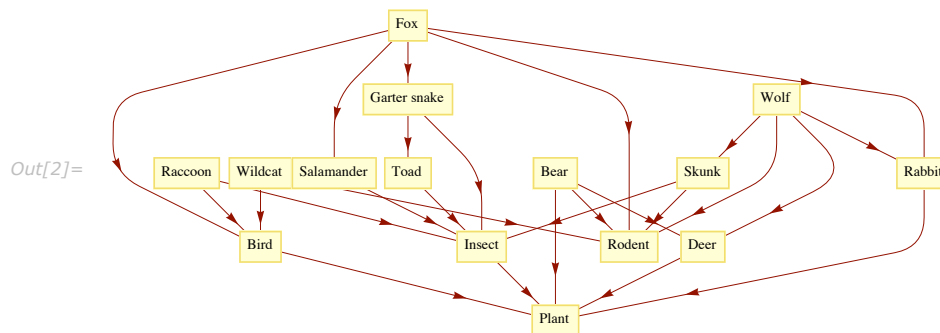 Fox
Garter snake
Wolf
Out[2]=
Raccoon
Wildcat
Salamander
Toad
Bear
Skunk
Rabbit
Bird
Insect
Rodent
Deer
Plant